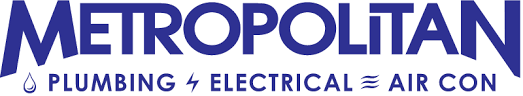 METROPOLiTAN
PLUMBING ELECTRICAL AIR CON